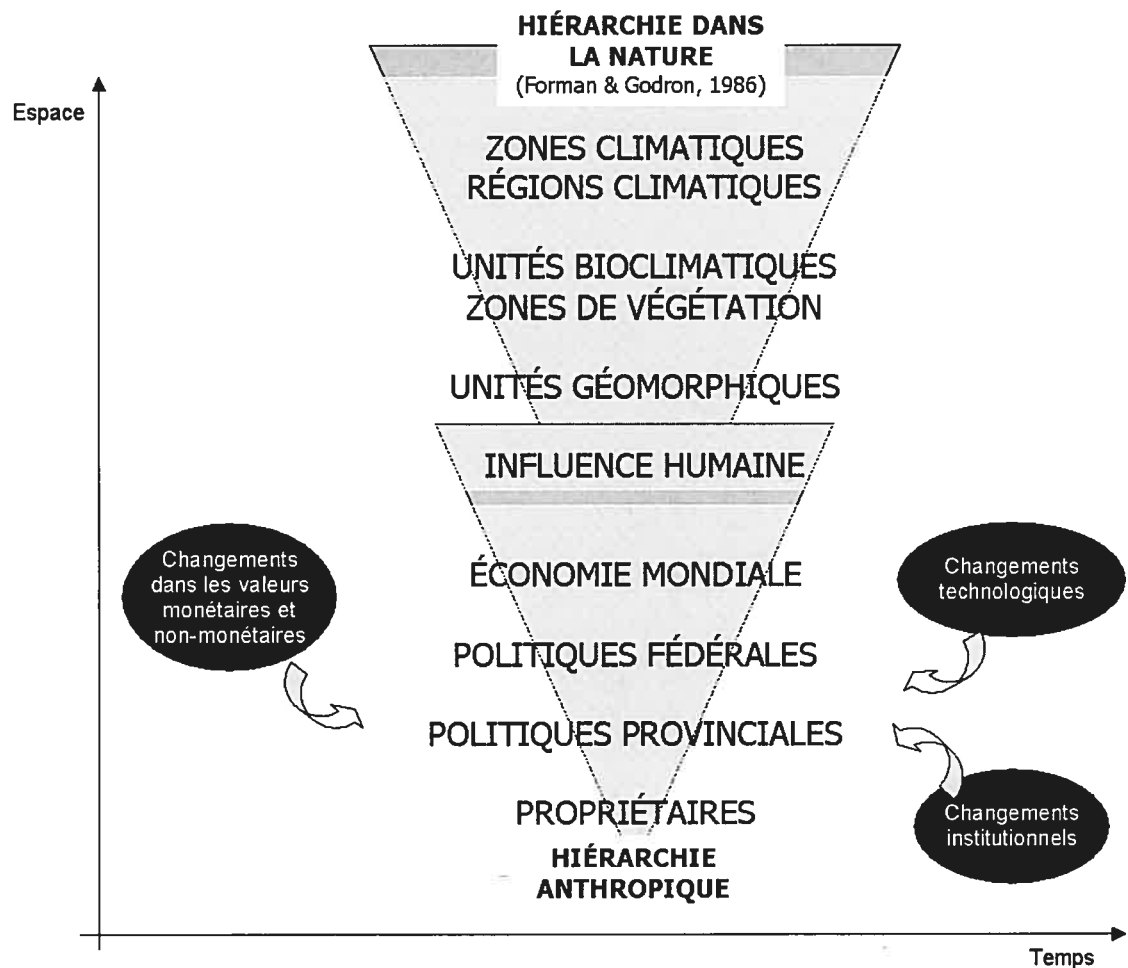 HIÉRARCHIE DANS
LA NATURE
(Forman & Godron, 1986)
Espace
ZONES CLIMATIQUES
RÉGIONS CLIMATIQUES
UNITÉS BIOCLIMATIQUES
ZONES DE VÉGÉTATION
UNITÉS GÉOMORPHIQUES
INFLUENCE HUMAINE
Changements
dans les valeurs
monétaires et
non-monétaires
ÉCONOMIE MONDIALE
Changements
technologiques
POLITIQUES FÉDÉRALES
POLITIQUES PROVINCIALES
PROPRIÉTAIRES
Changements
institutionnels
HIÉRARCHIE
ANTHROPIQUE
Temps